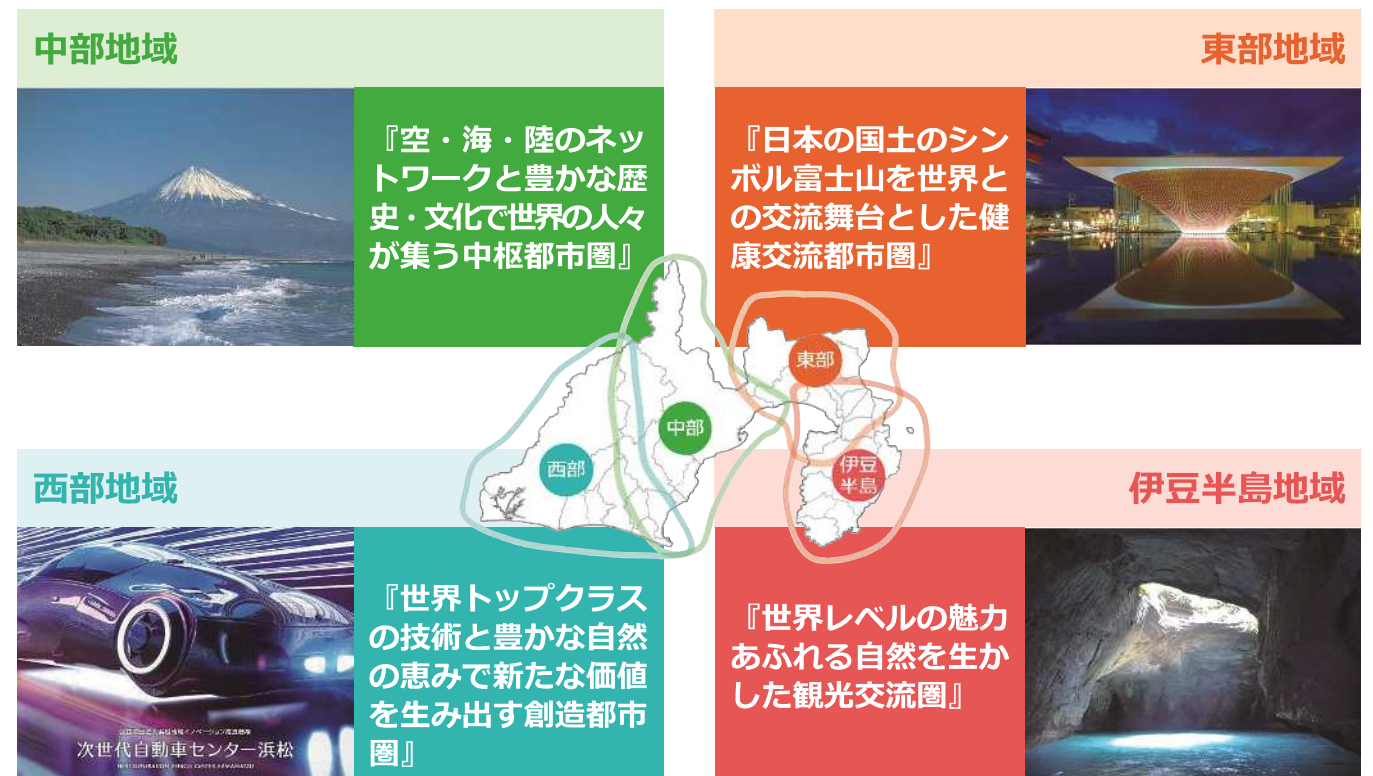 中部地域
『空・海・陸のネッ
トワークと豊かな歴
史・文化で世界の人々
が集う中枢都市圏』
東部地域
『日本の国土のシン
ボル富士山を世界と
の交流舞台とした健
康交流都市圏』
東部
中部
西部
伊豆
半島
西部地域
『世界トップクラス
の技術と豊かな自然
の恵みで新たな価値
を生み出す創造都市
圏』
次世代自動車センター浜松
伊豆半島地域
『世界レベルの魅力
あふれる自然を生か
した観光交流圏』